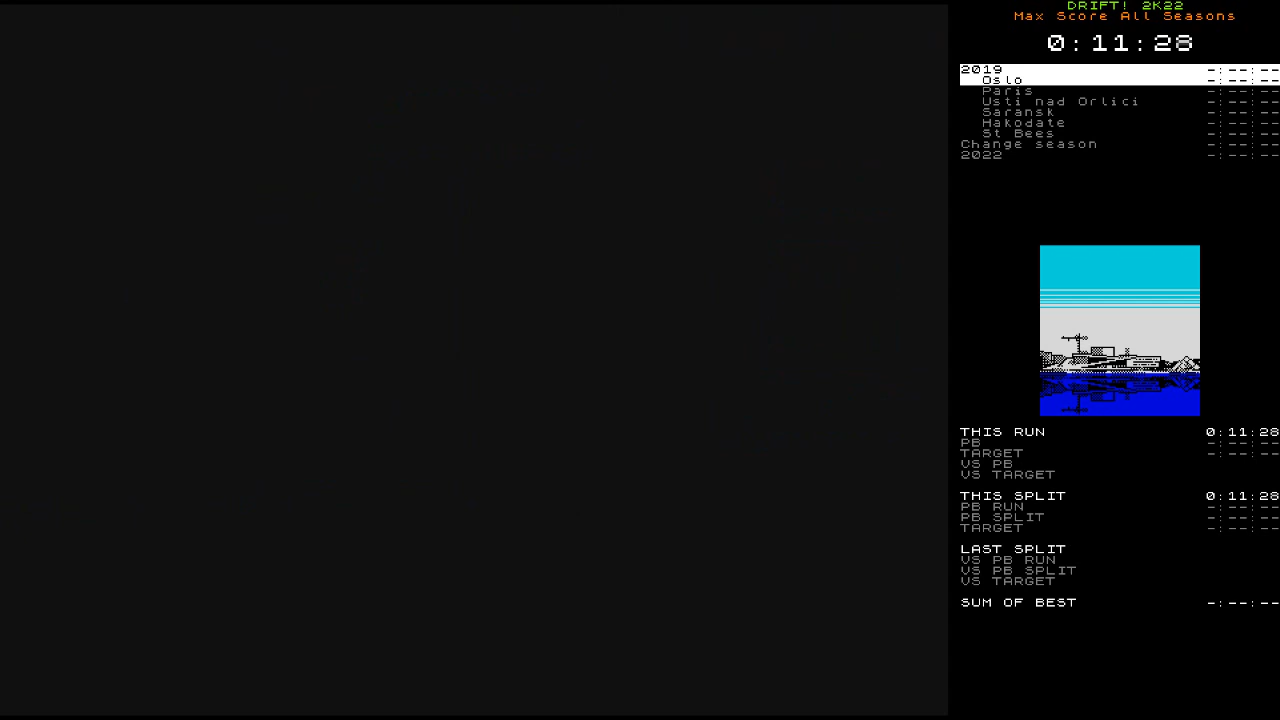 DRIFT! 2K22
Max Score All Seasons
0:11:28
2019 -:--:--
Oslo -:--:--
Paris -:--:--
Usti nad Orlici -:--:--
Saransk -:--:--
Hakodate -:--:--
St Bees -:--:--
Change season -:--:--
2022 -:--:--
THIS RUN 0:11:28
PB -:--:--
TARGET -:--:--
VS PB
VS TARGET
THIS SPLIT 0:11:28
PB RUN -:--:--
PB SPLIT -:--:--
TARGET -:--:--
LAST SPLIT
VS PB RUN
VS PB SPLIT
VS TARGET
SUM OF BEST -:--:--